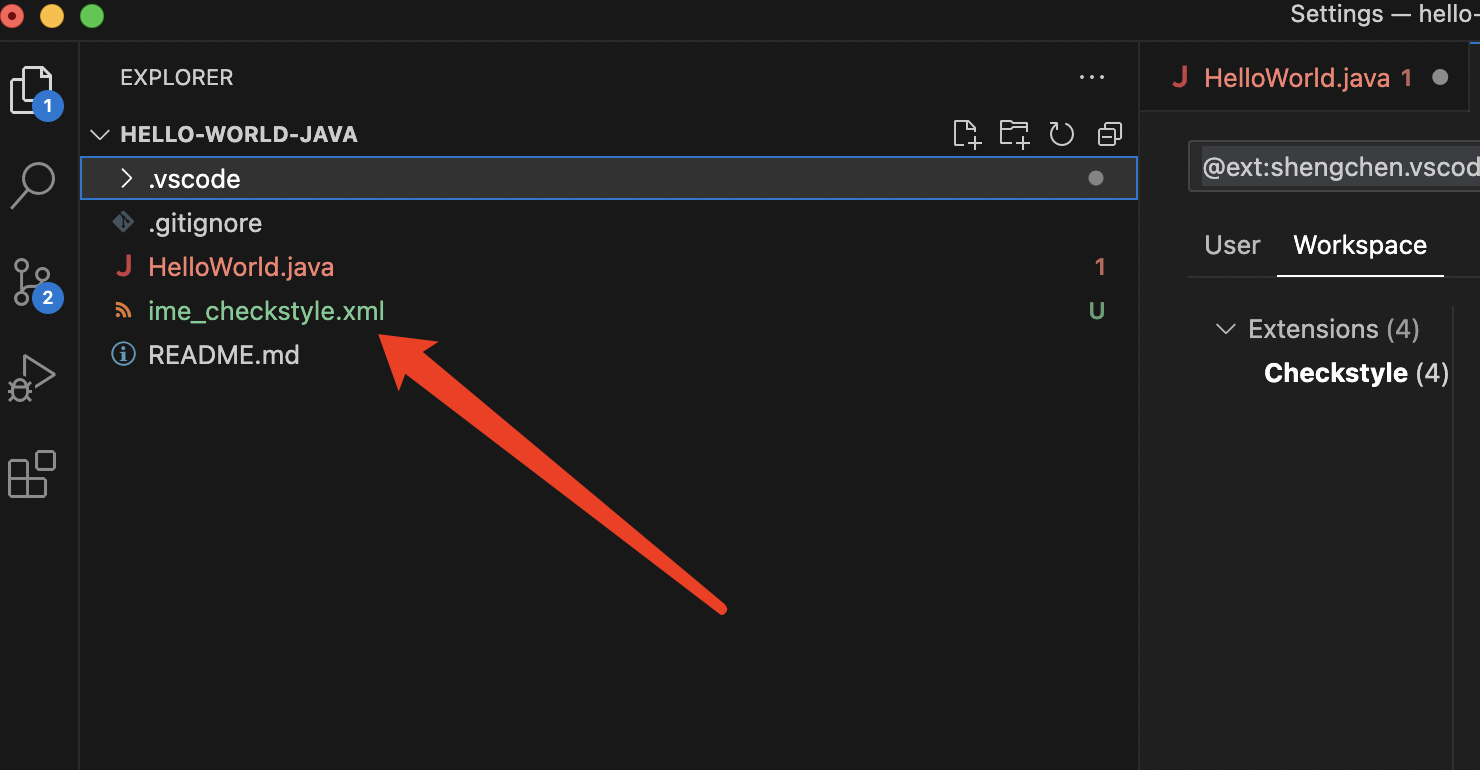 Settings — hello-
1
EXPLORER
HelloWorld.java 1
HELLO-WORLD-JAVA
@ext:shengchen.vscod
.vscode
.gitignore
User Workspace
HelloWorld.java 1
2
ime_checkstyle.xml U
Extensions (4)
README.md
Checkstyle (4)